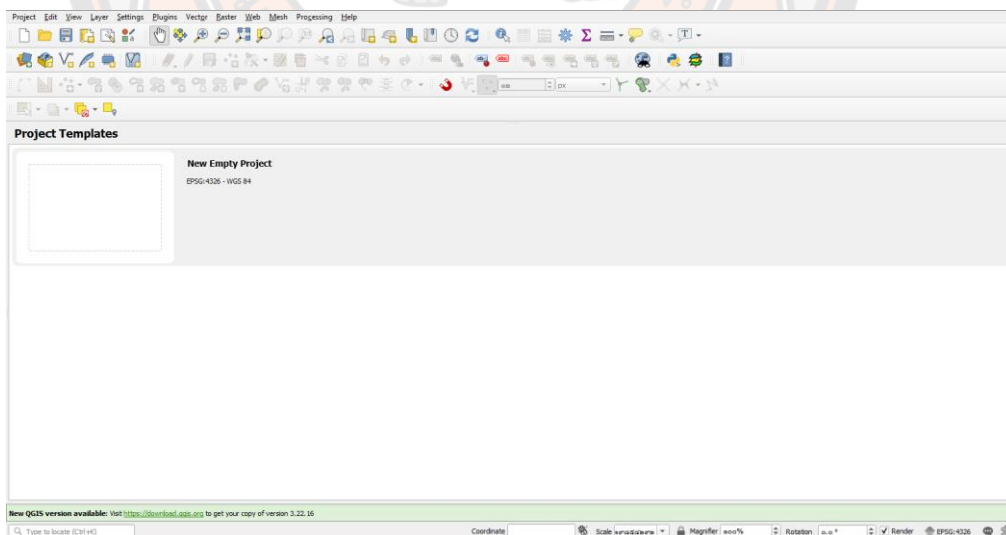 Project Edit View Layer Settings Plugins Vector Raster Web Mesh Processing Help
px
Project Templates
New Empty Project
EPSG:4326 - WGS 84
New QGIS version available: Visit https://download.qgis.org to get your copy of version 3.22.16
Type to locate (Ctrl+K) Coordinate Scale Magnifier Rotation Render EPSG:4326